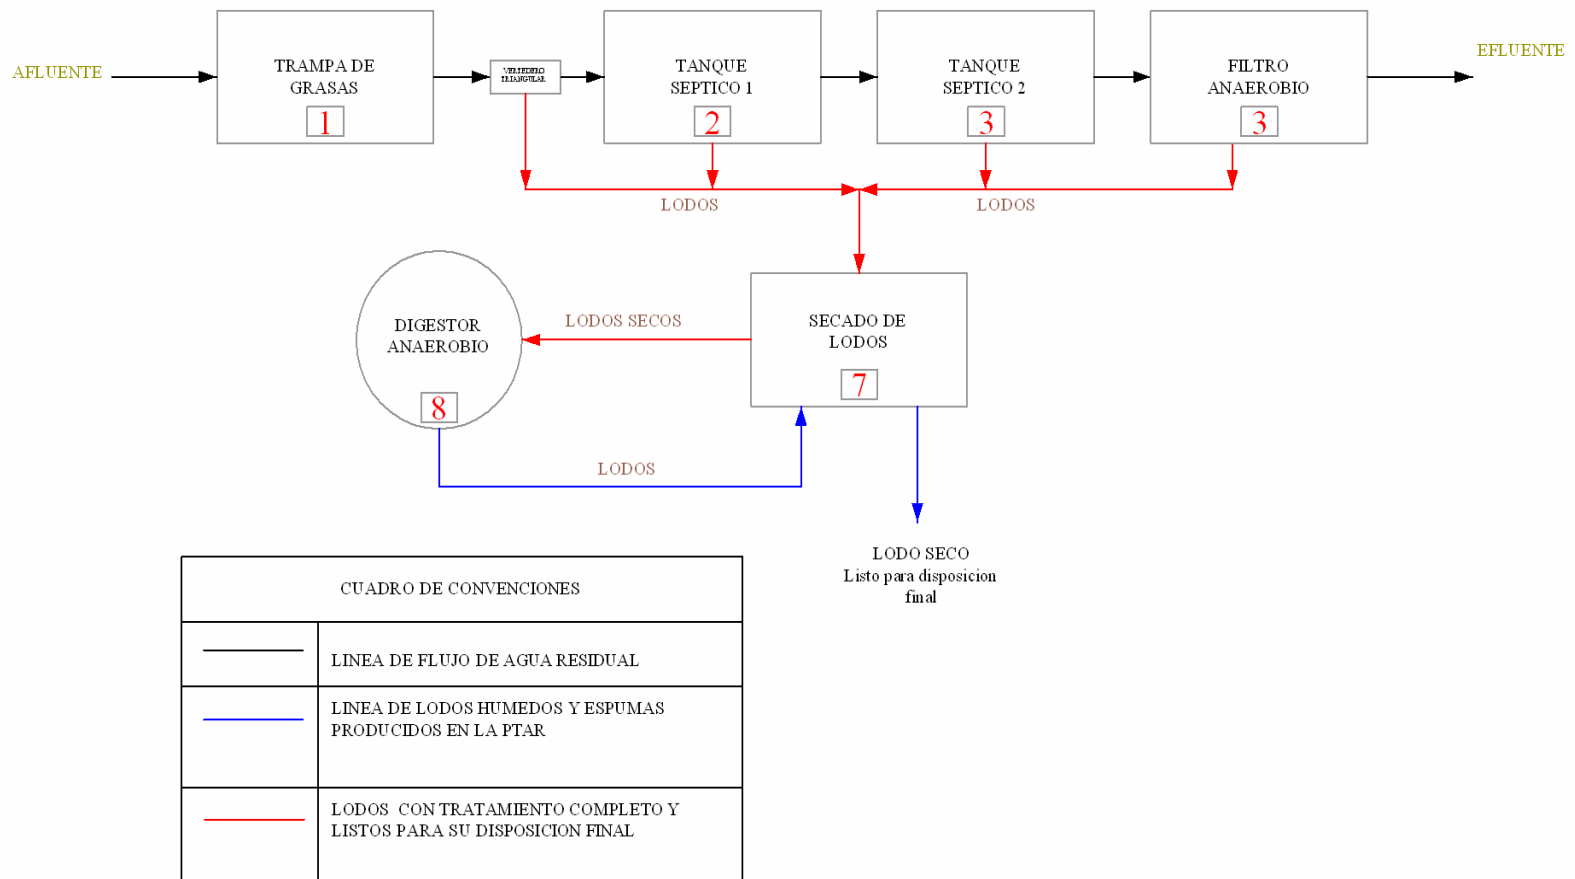 AFLUENTE
TRAMPA DE
GRASAS
1
VERTEDERO
TRIANGULAR
TANQUE
SEPTICO 1
2
TANQUE
SEPTICO 2
3
FILTRO
ANAEROBIO
3
EFLUENTE
LODOS
LODOS
DIGESTOR
ANAEROBIO
8
LODOS SECOS
SECADO DE
LODOS
7
LODOS
LODO SECO
Listo para disposicion
final
CUADRO DE CONVENCIONES
LINEA DE FLUJO DE AGUA RESIDUAL
LINEA DE LODOS HUMEDOS Y ESPUMAS
PRODUCIDOS EN LA PTAR
LODOS CON TRATAMIENTO COMPLETO Y
LISTOS PARA SU DISPOSICION FINAL